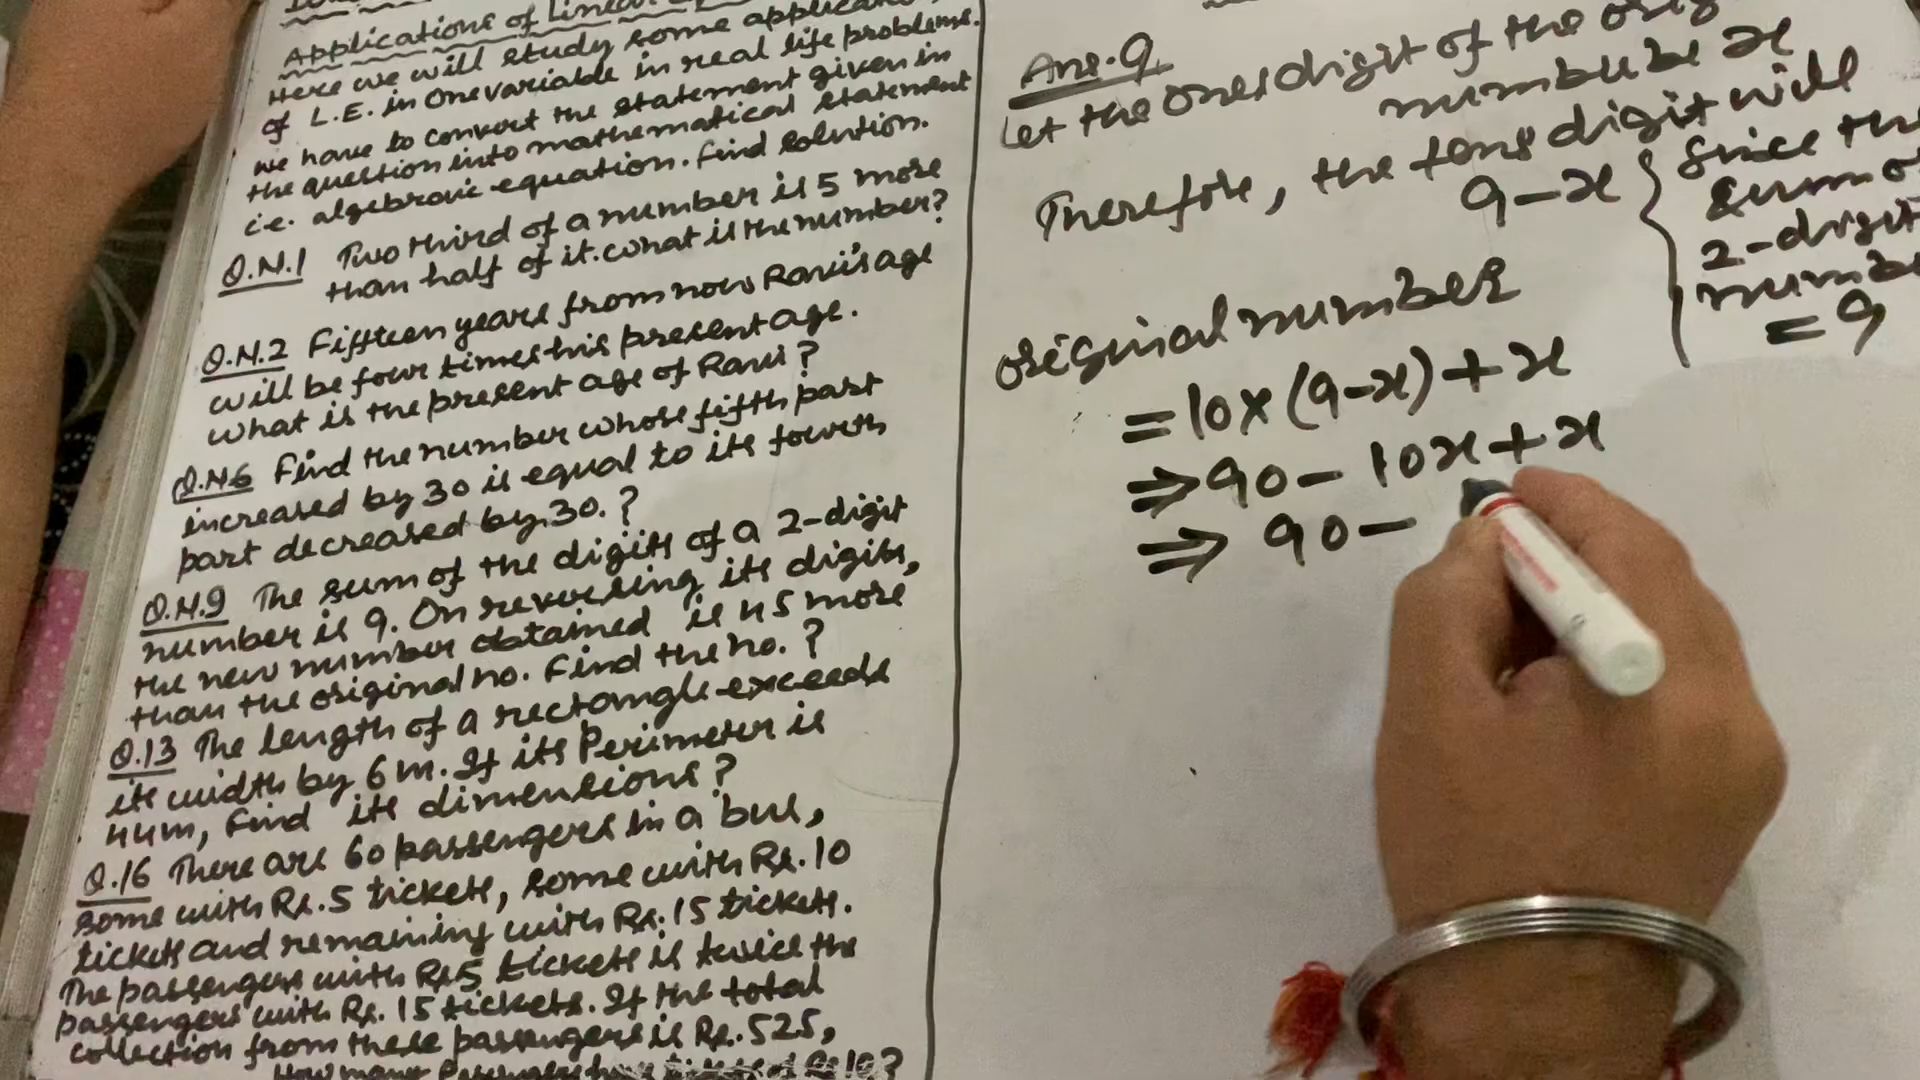 Applications of Linear
Here we will study some
of L.E. in one variable in real life problems.
we have to convert the statement given in
the question into mathematical statement
i.e. algebraic equation. Find solution.
Q.N.1 Two third of a number is 5 more
than half of it. What is the number?
Q.N.2 Fifteen years from now Ravi's age
will be four times his present age.
What is the present age of Ravi?
Q.N.6 Find the number whose fifth part
increased by 30 is equal to its fourth
part decreased by 30.?
Q.N.9 The sum of the digits of a 2-digit
number is 9. On reversing its digits,
the new number obtained is 45 more
than the original no. Find the no.?
Q.13 The length of a rectangle exceeds
its width by 6m. If its Perimeter is
44m, Find its dimensions?
Q.16 There are 60 passengers in a bus,
some with Rs.5 tickets, some with Rs.10
tickets and remaining with Rs.15 tickets.
The passengers with Rs5 tickets is twice the
passengers with Rs.15 tickets. If the total
collection from these passengers is Rs.525,
How many Passengers have tickets of Rs10?
Ans.9
Let the ones digit of the
number be x
Therefore, the tens digit will
9-x
{ Since the
sum of
2-digit
= 9
original number
=10×(9-x)+x
⇒90-10x+x
⇒ 90-